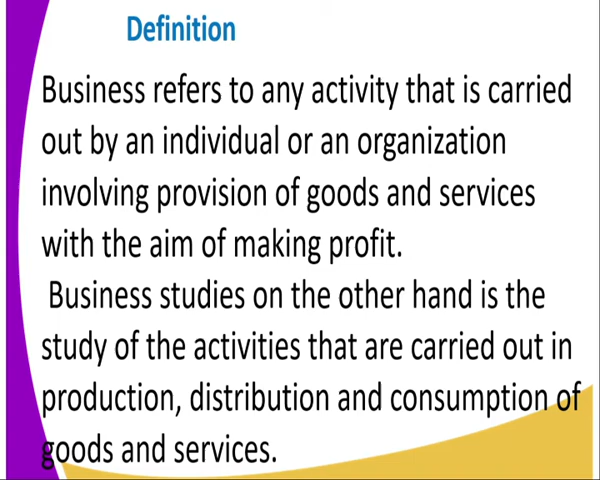 Definition
Business refers to any activity that is carried
out by an individual or an organization
involving provision of goods and services
with the aim of making profit.
Business studies on the other hand is the
study of the activities that are carried out in
production, distribution and consumption of
goods and services.